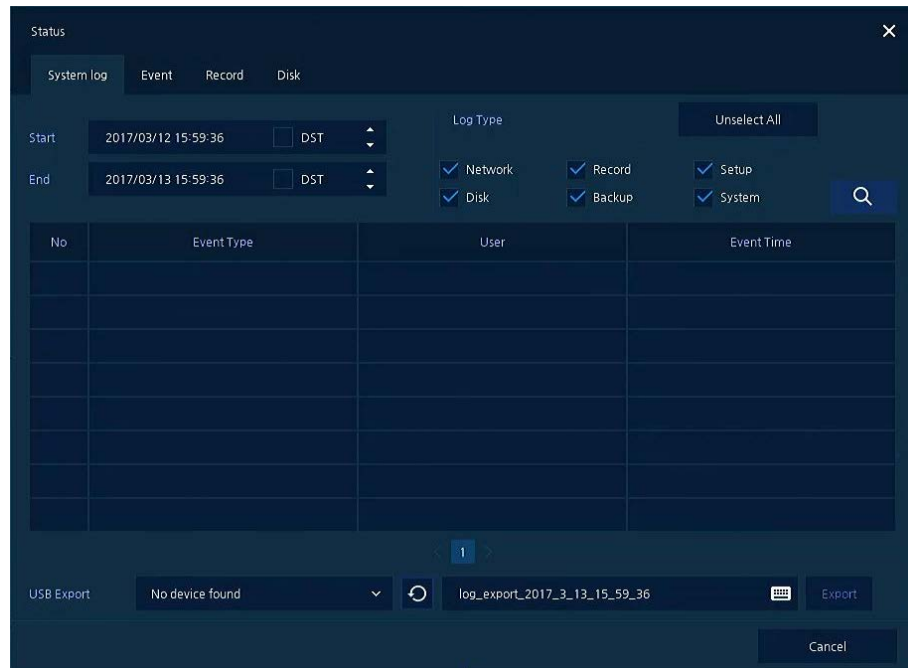 Status
System log Event Record Disk
Log Type Unselect All
Start 2017/03/12 15:59:36 DST
Network Record Setup
End 2017/03/13 15:59:36 DST
Disk Backup System
No Event Type User Event Time
1
USB Export No device found log_export_2017_3_13_15_59_36 Export
Cancel